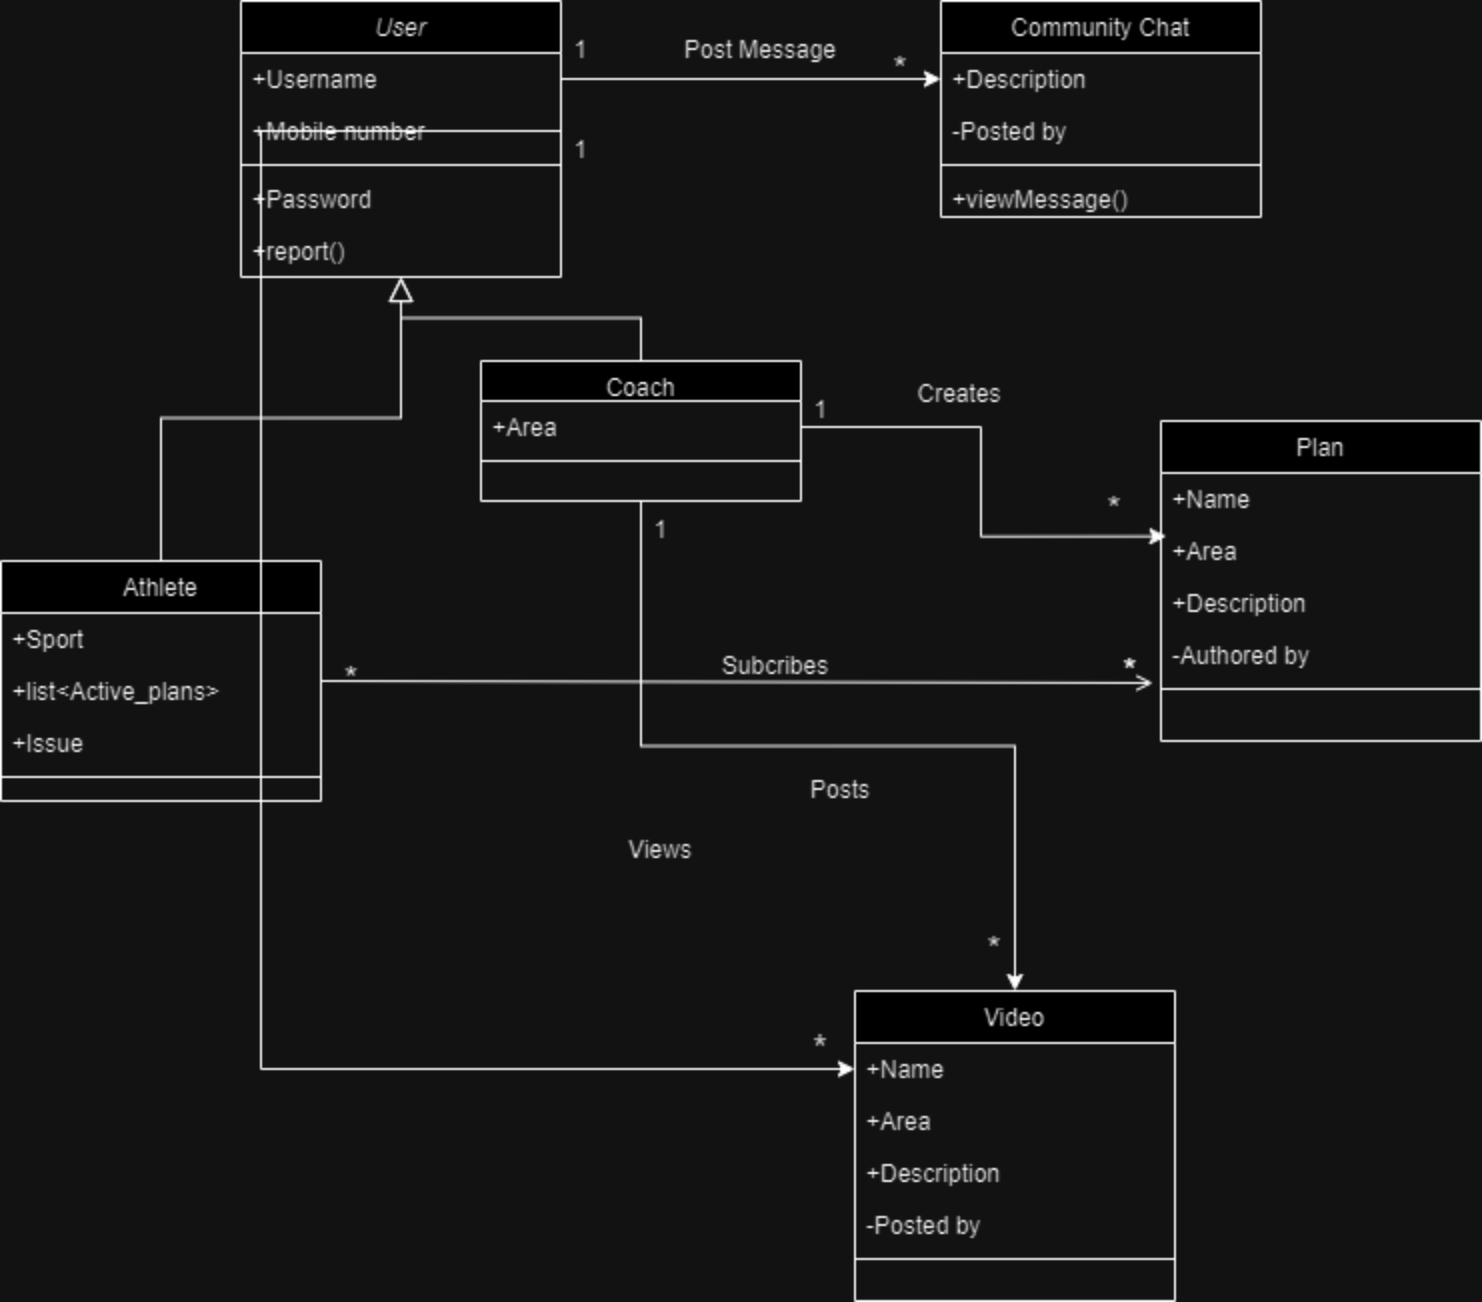 User
+Username
+Mobile number
+Password
+report()
1
Post Message
*
1
Community Chat
+Description
-Posted by
+viewMessage()
Coach
+Area
1
Creates
*
1
Plan
+Name
+Area
+Description
-Authored by
Athlete
+Sport
+list<Active_plans>
+Issue
*
Subcribes
*
Posts
Views
*
*
Video
+Name
+Area
+Description
-Posted by